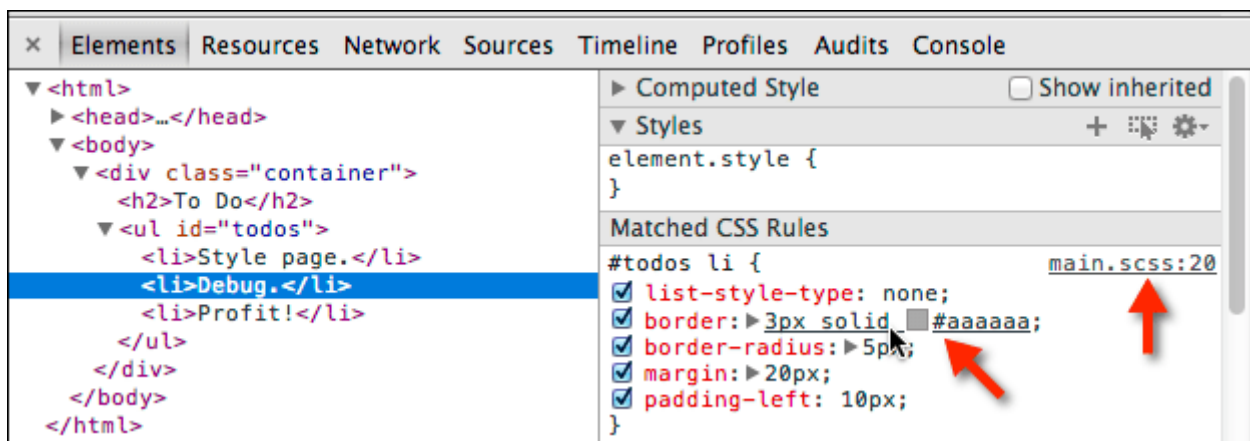 × Elements Resources Network Sources Timeline Profiles Audits Console
▼<html>
▶<head>…</head>
▼<body>
▼<div class="container">
<h2>To Do</h2>
▼<ul id="todos">
<li>Style page.</li>
<li>Debug.</li>
<li>Profit!</li>
</ul>
</div>
</body>
</html>
▶ Computed Style Show inherited
▼ Styles
element.style {
}
Matched CSS Rules
#todos li { main.scss:20
list-style-type: none;
border:▶3px solid #aaaaaa;
border-radius:▶5px;
margin:▶20px;
padding-left: 10px;
}